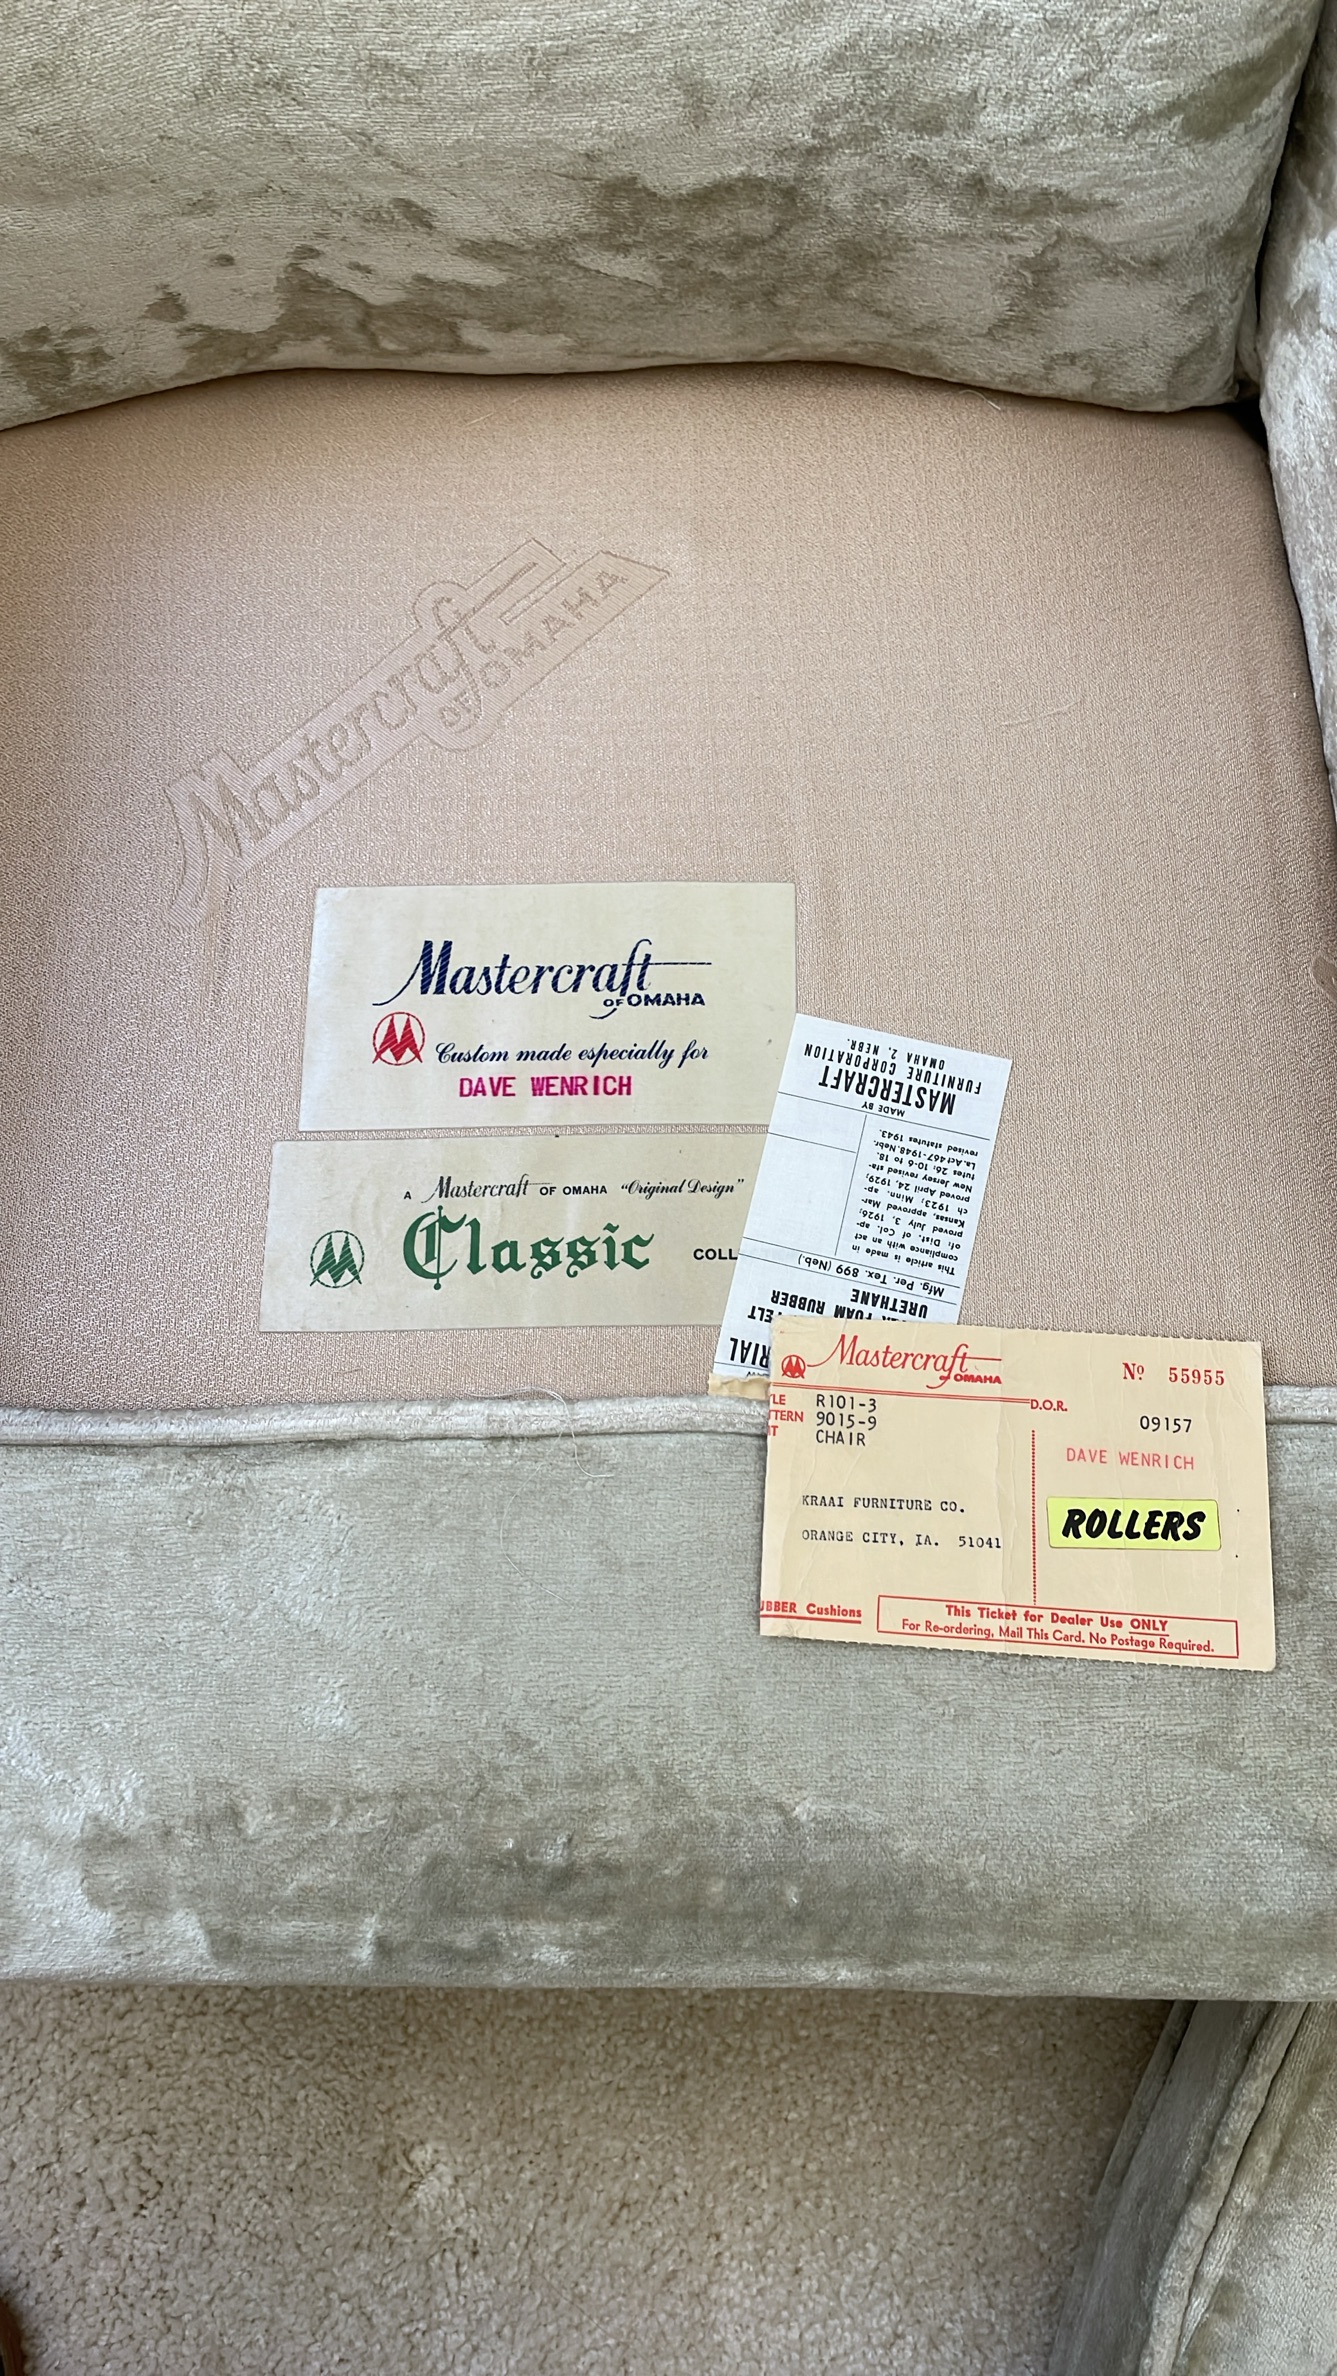 Mastercraft
OF OMAHA
Mastercraft
OF OMAHA
Custom made especially for
DAVE WENRICH
A Mastercraft OF OMAHA "Original Design"
Classic COLL
MASTERCRAFT
FURNITURE CORPORATION
OMAHA 2, NEBR.
MADE BY
This article is made in
compliance with an act
of: Dist. of Col. ap-
proved July 3, 1926;
Kansas, approved Mar-
ch 1923; Minn. ap-
proved April 24, 1929;
New Jersey revised sta-
tutes 26: 10-6 to 18.
La.Act 467-1948.Nebr.
revised statutes 1943.
Mfg. Per. Tex. 899 (Neb.)
URETHANE
FOAM RUBBER
ELT
RIAL
Mastercraft
OF OMAHA
Nº 55955
LE R101-3
TTERN 9015-9
IT CHAIR
D.O.R.
09157
DAVE WENRICH
ROLLERS
KRAAI FURNITURE CO.
ORANGE CITY, IA. 51041
UBBER Cushions
This Ticket for Dealer Use ONLY
For Re-ordering, Mail This Card. No Postage Required.